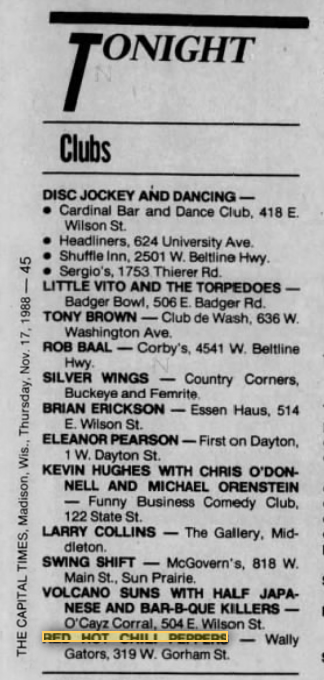 TONIGHT
Clubs
DISC JOCKEY AND DANCING —
• Cardinal Bar and Dance Club, 418 E.
Wilson St.
• Headliners, 624 University Ave.
• Shuffle Inn, 2501 W. Beltline Hwy.
• Sergio's, 1753 Thierer Rd.
LITTLE VITO AND THE TORPEDOES —
Badger Bowl, 506 E. Badger Rd.
TONY BROWN — Club de Wash, 636 W.
Washington Ave.
ROB BAAL — Corby's, 4541 W. Beltline
Hwy.
SILVER WINGS — Country Corners,
Buckeye and Femrite.
BRIAN ERICKSON — Essen Haus, 514
E. Wilson St.
ELEANOR PEARSON — First on Dayton,
1 W. Dayton St.
KEVIN HUGHES WITH CHRIS O'DON-
NELL AND MICHAEL ORENSTEIN
— Funny Business Comedy Club,
122 State St.
LARRY COLLINS — The Gallery, Mid-
dleton.
SWING SHIFT — McGovern's, 818 W.
Main St., Sun Prairie.
VOLCANO SUNS WITH HALF JAPA-
NESE AND BAR-B-QUE KILLERS —
O'Cayz Corral, 504 E. Wilson St.
RED HOT CHILI PEPPERS — Wally
Gators, 319 W. Gorham St.
THE CAPITAL TIMES, Madison, Wis., Thursday, Nov. 17, 1988 — 45